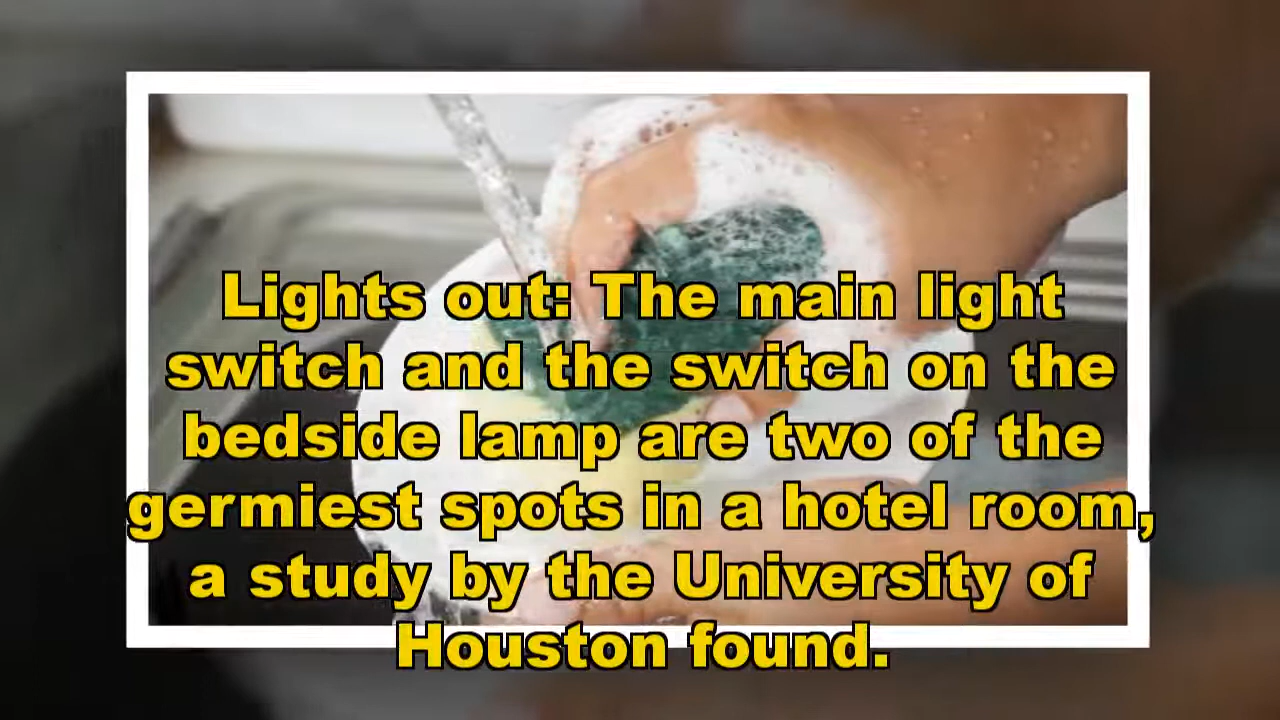 Lights out: The main light
switch and the switch on the
bedside lamp are two of the
germiest spots in a hotel room,
a study by the University of
Houston found.